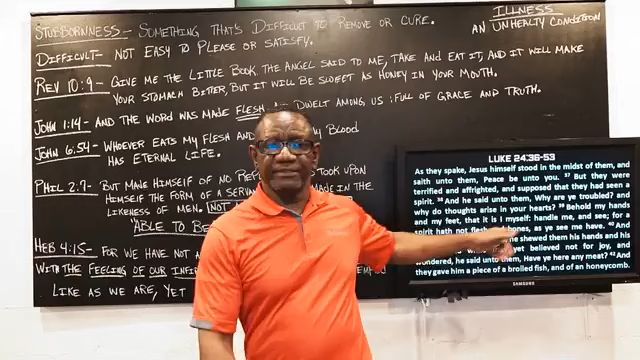 STUBBORNNESS - SOMETHING THAT'S DIFFICULT TO REMOVE OR CURE.
ILLNESS
AN UNHEALTY CONDITION
DIFFICULT - NOT EASY TO PLEASE OR SATISFY.
REV 10:9 - GIVE ME THE LITTLE BOOK. THE ANGEL SAID TO ME, TAKE AND EAT IT, AND IT WILL MAKE
YOUR STOMACH BITTER, BUT IT WILL BE SWEET AS HONEY IN YOUR MOUTH.
JOHN 1:14 - AND THE WORD WAS MADE FLESH DWELT AMONG US; FULL OF GRACE AND TRUTH.
JOHN 6:54 - WHOEVER EATS MY FLESH AND MY BLOOD
HAS ETERNAL LIFE.
PHIL 2:7 - BUT MAKE HIMSELF OF NO TOOK UPON
HIMSELF THE FORM OF A MADE IN THE
LIKENESS OF MEN. NOT
ABLE TO BE
HEB 4:15 - FOR WE HAVE NOT A
WITH THE FEELING OF OUR
LIKE AS WE ARE, YET
LUKE 24:36-53
As they spake, Jesus himself stood in the midst of them, and
saith unto them, Peace be unto you. 37 But they were
terrified and affrighted, and supposed that they had seen a
spirit. 38 And he said unto them, Why are ye troubled? and
why do thoughts arise in your hearts? 39 Behold my hands
and my feet, that it is I myself: handle me, and see; for a
spirit hath not flesh bones, as ye see me have. 40 And
he shewed them his hands and his
yet believed not for joy, and
wondered, he said unto them, Have ye here any meat? 42 And
they gave him a piece of a broiled fish, and of an honeycomb.
SAMSUNG